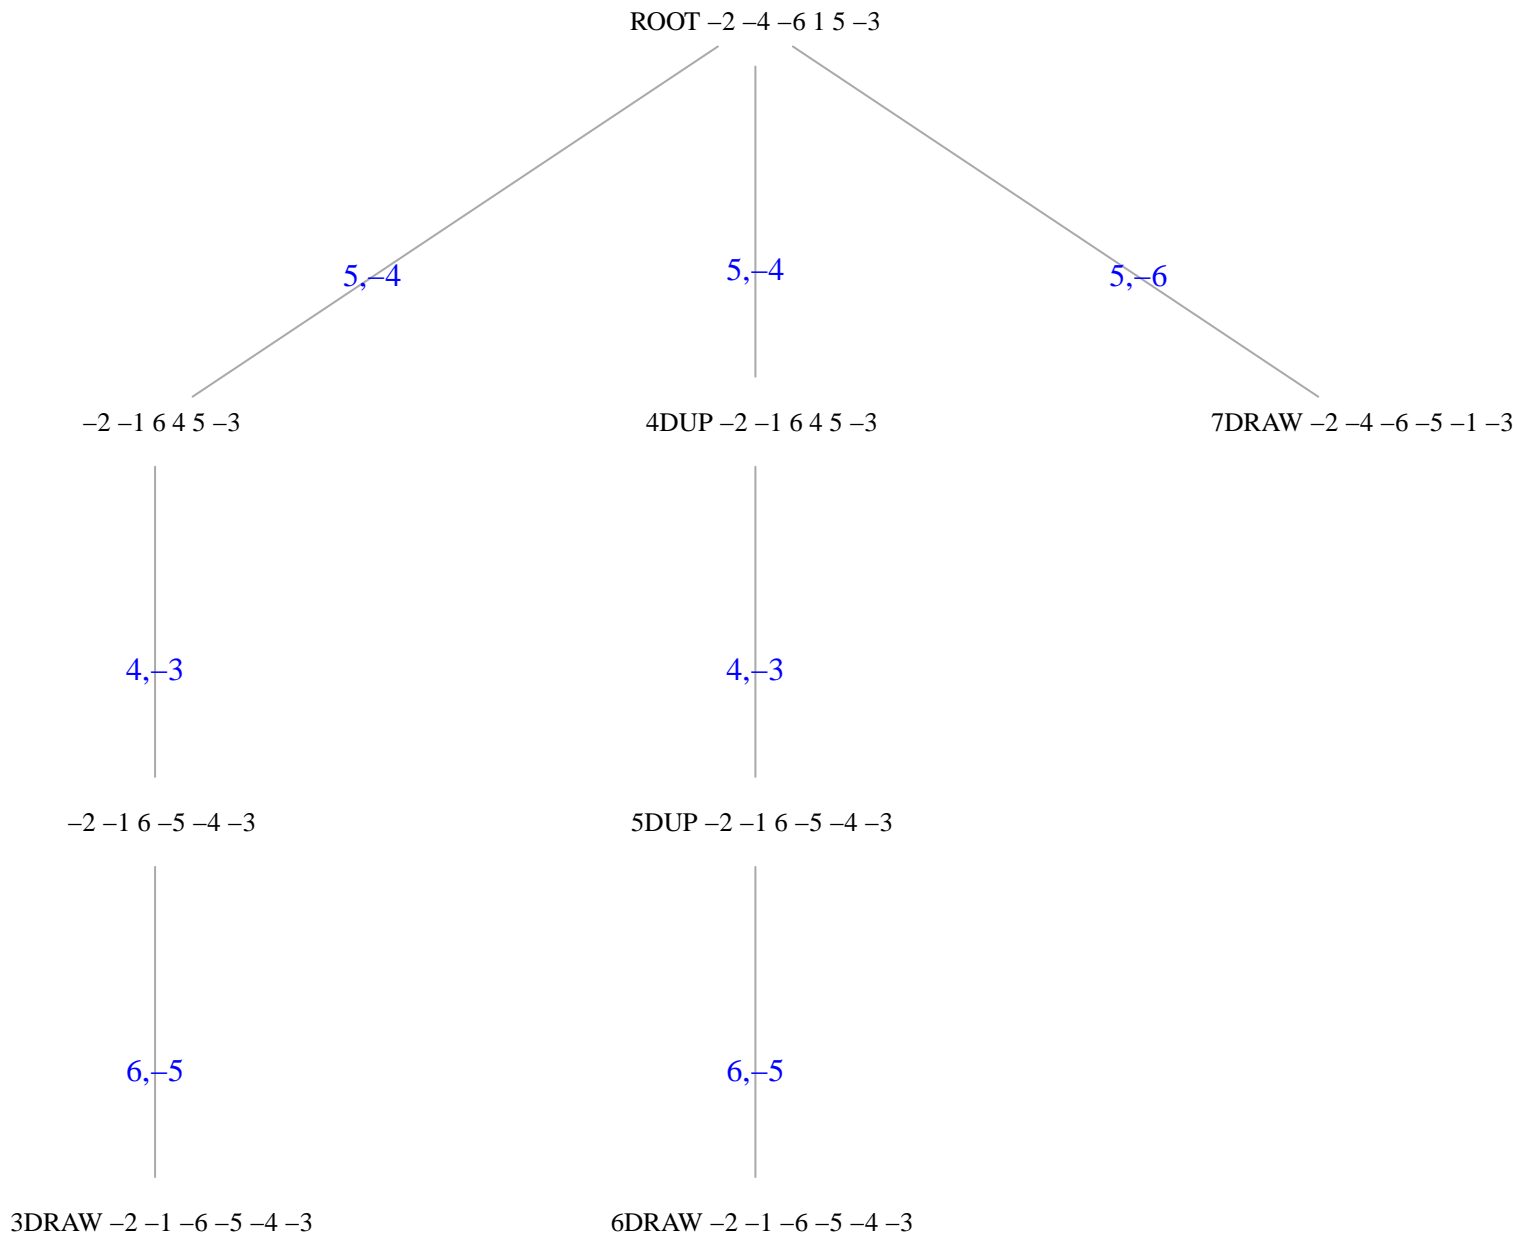 ROOT –2 –4 –6 1 5 –3
5,–4
5,–4
5,–6
–2 –1 6 4 5 –3
4DUP –2 –1 6 4 5 –3
7DRAW –2 –4 –6 –5 –1 –3
4,–3
4,–3
–2 –1 6 –5 –4 –3
5DUP –2 –1 6 –5 –4 –3
6,–5
6,–5
3DRAW –2 –1 –6 –5 –4 –3
6DRAW –2 –1 –6 –5 –4 –3